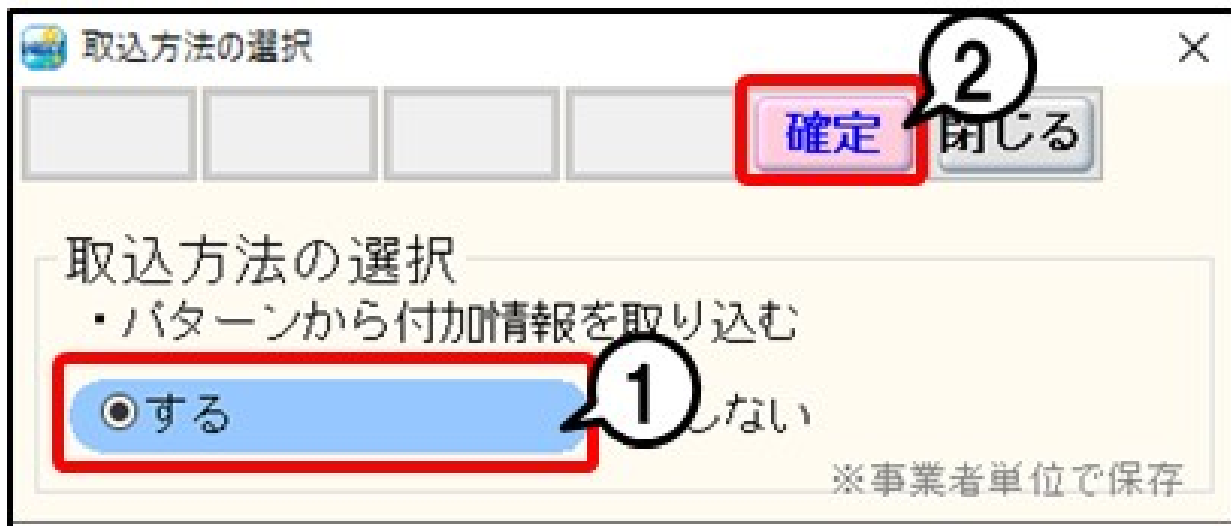 取込方法の選択
確定 閉じる
2
取込方法の選択
・パターンから付加情報を取り込む
する しない
1
※事業者単位で保存